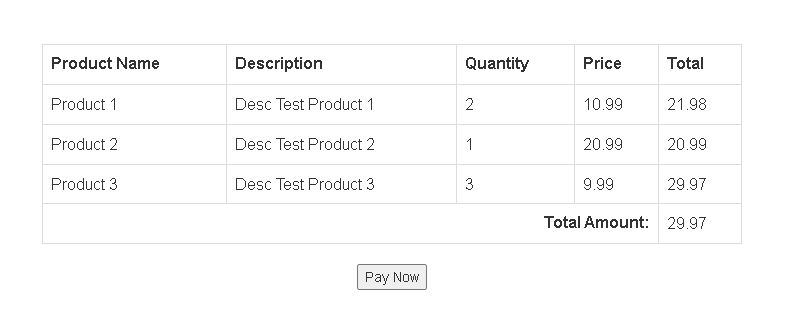 Product Name Description Quantity Price Total
Product 1 Desc Test Product 1 2 10.99 21.98
Product 2 Desc Test Product 2 1 20.99 20.99
Product 3 Desc Test Product 3 3 9.99 29.97
Total Amount: 29.97
Pay Now